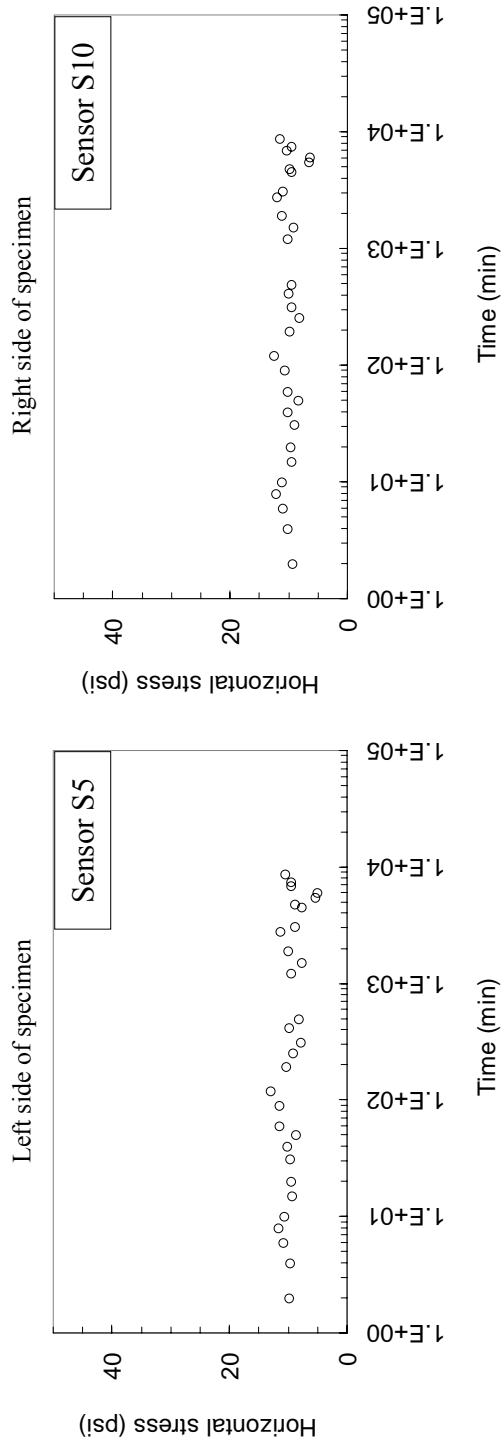 Left side of specimen
Sensor S5
Horizontal stress (psi)
40
20
0
1.E+00
1.E+01
1.E+02
1.E+03
1.E+04
1.E+05
Time (min)
Right side of specimen
Sensor S10
Horizontal stress (psi)
40
20
0
1.E+00
1.E+01
1.E+02
1.E+03
1.E+04
1.E+05
Time (min)